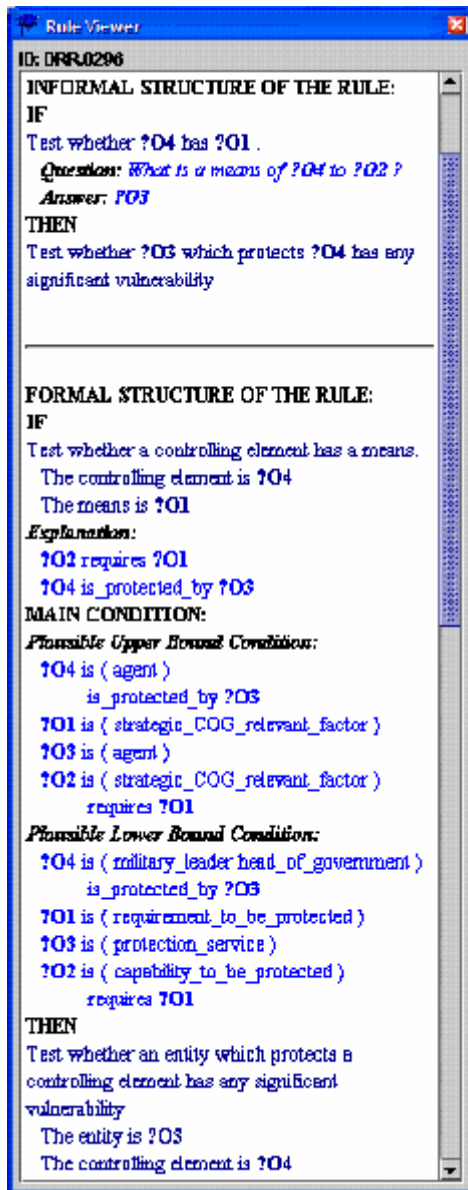 Rule Viewer
ID: DRR.0296
INFORMAL STRUCTURE OF THE RULE:
IF
Test whether ?O4 has ?O1 .
Question: What is a means of ?O4 to ?O2 ?
Answer: ?O3
THEN
Test whether ?O3 which protects ?O4 has any
significant vulnerability
FORMAL STRUCTURE OF THE RULE:
IF
Test whether a controlling element has a means.
The controlling element is ?O4
The means is ?O1
Explanation:
?O2 requires ?O1
?O4 is_protected_by ?O3
MAIN CONDITION:
Plausible Upper Bound Condition:
?O4 is ( agent )
is_protected_by ?O3
?O1 is ( strategic_COG_relevant_factor )
?O3 is ( agent )
?O2 is ( strategic_COG_relevant_factor )
requires ?O1
Plausible Lower Bound Condition:
?O4 is ( military_leader head_of_government )
is_protected_by ?O3
?O1 is ( requirement_to_be_protected )
?O3 is ( protection_service )
?O2 is ( capability_to_be_protected )
requires ?O1
THEN
Test whether an entity which protects a
controlling element has any significant
vulnerability
The entity is ?O3
The controlling element is ?O4